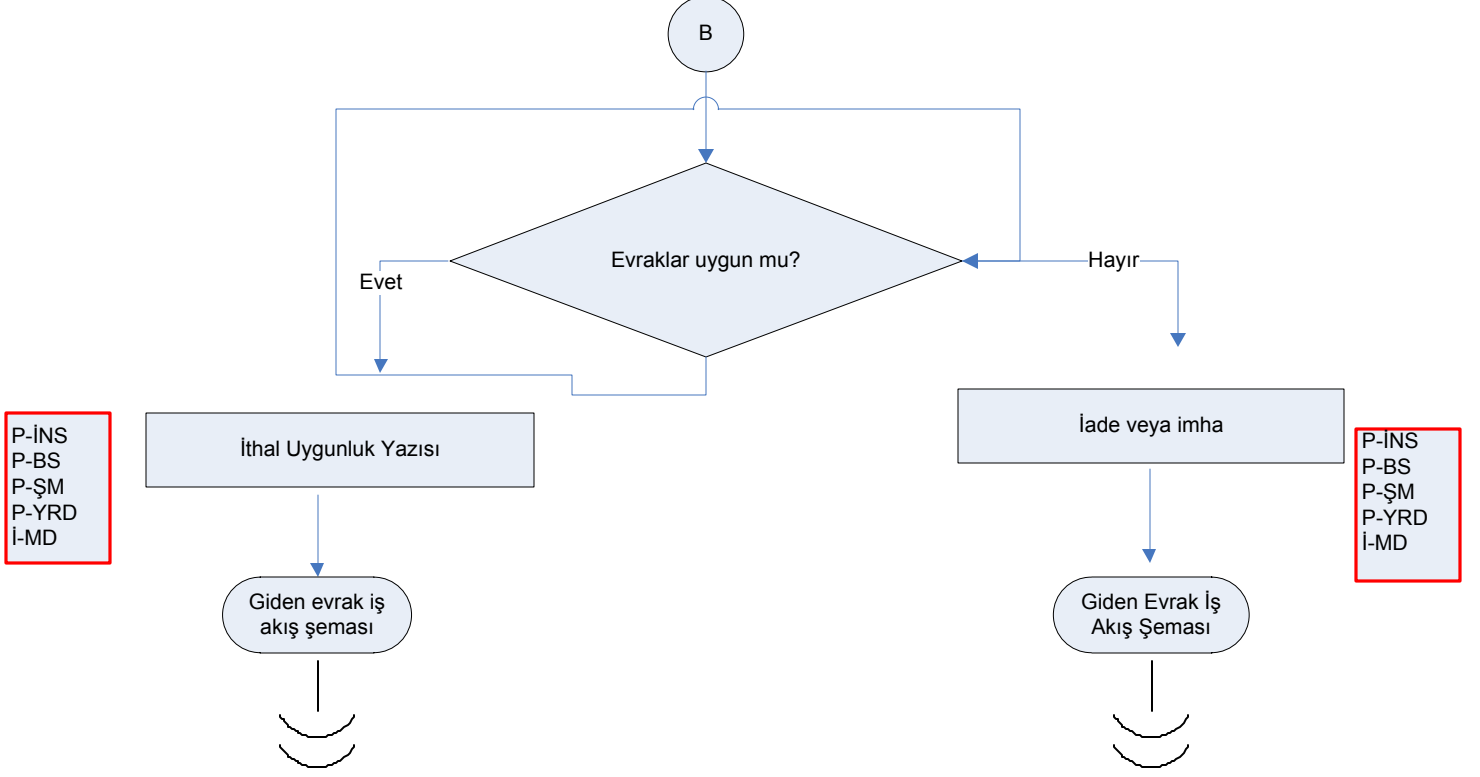 B
Evraklar uygun mu?
Evet
Hayır
P-İNS
P-BS
P-ŞM
P-YRD
İ-MD
İthal Uygunluk Yazısı
İade veya imha
P-İNS
P-BS
P-ŞM
P-YRD
İ-MD
Giden evrak iş
akış şeması
Giden Evrak İş
Akış Şeması